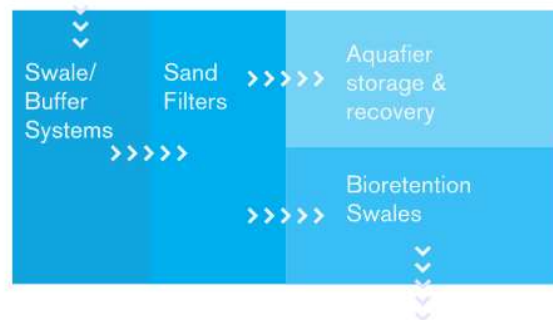 Swale/
Buffer
Systems
Sand
Filters
Aquafier
storage &
recovery
Bioretention
Swales